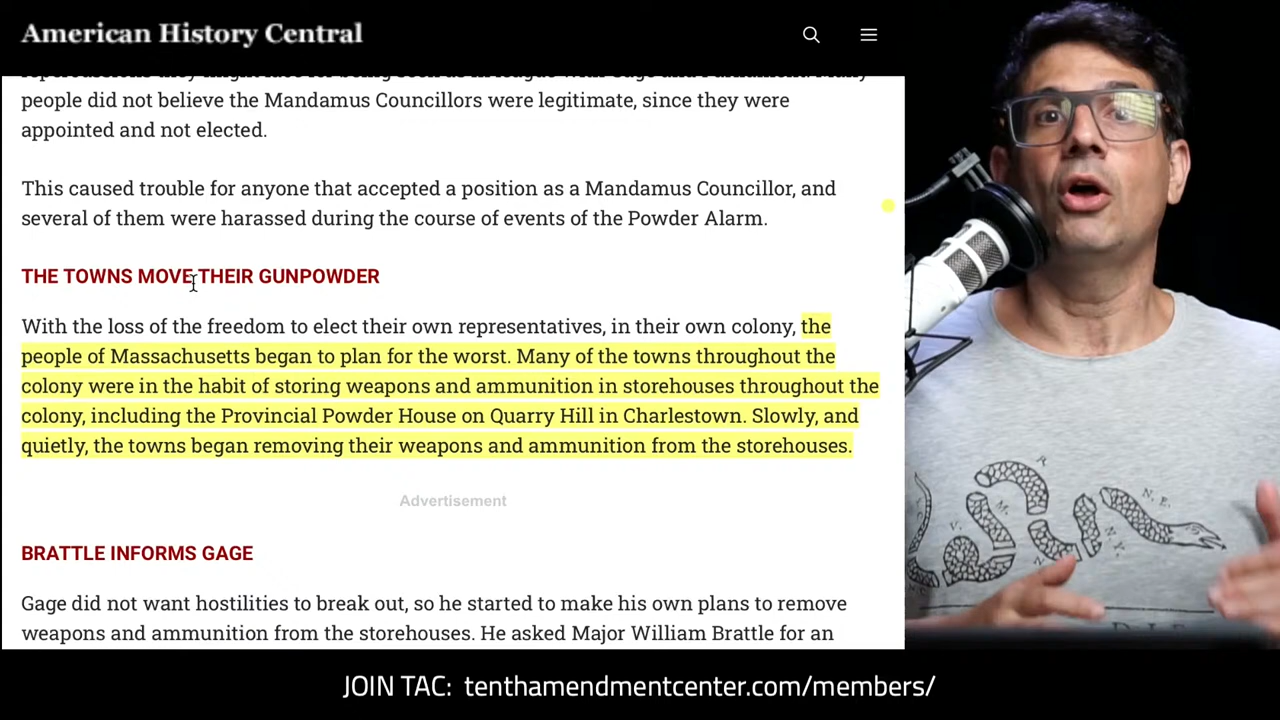 American History Central
people did not believe the Mandamus Councillors were legitimate, since they were
appointed and not elected.
This caused trouble for anyone that accepted a position as a Mandamus Councillor, and
several of them were harassed during the course of events of the Powder Alarm.
THE TOWNS MOVE THEIR GUNPOWDER
With the loss of the freedom to elect their own representatives, in their own colony, the
people of Massachusetts began to plan for the worst. Many of the towns throughout the
colony were in the habit of storing weapons and ammunition in storehouses throughout the
colony, including the Provincial Powder House on Quarry Hill in Charlestown. Slowly, and
quietly, the towns began removing their weapons and ammunition from the storehouses.
Advertisement
BRATTLE INFORMS GAGE
Gage did not want hostilities to break out, so he started to make his own plans to remove
weapons and ammunition from the storehouses. He asked Major William Brattle for an
R
N. E.
M.
V.
N. Y.
N
D I E
JOIN TAC: tenthamendmentcenter.com/members/